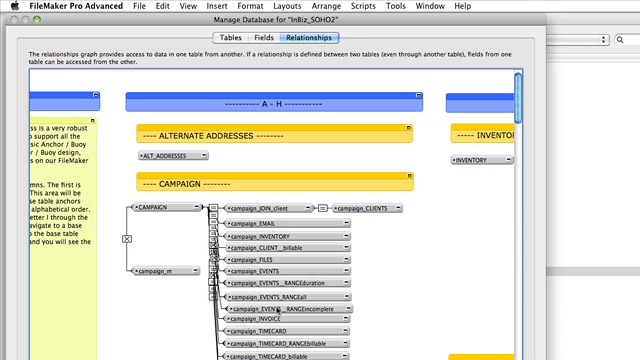 FileMaker Pro Advanced File Edit View Insert Format Layouts Arrange Scripts Tools Window Help
Manage Database for "InBiz_SOHO2"
Tables Fields Relationships
The relationships graph provides access to data in one table from another. If a relationship is defined between two tables (even through another table), fields from one
table can be accessed from the other.
---------- A - H -----------
ess is a very robust
o support all the
sic Anchor / Buoy
r / Buoy design,
s on our FileMaker
mns. The first is
This area will be
se table anchors
alphabetical order.
etter I through the
avigate to a base
o the base table
and you will see the
---- ALTERNATE ADDRESSES --------
ALT_ADDRESSES
---- CAMPAIGN --------
CAMPAIGN
campaign_m
campaign_JOIN_client
campaign_CLIENTS
campaign_EMAIL
campaign_INVENTORY
campaign_CLIENT__billable
campaign_FILES
campaign_EVENTS
campaign_EVENTS__RANGEduration
campaign_EVENTS_RANGEall
campaign_EVENTS__RANGEincomplete
campaign_INVOICE
campaign_TIMECARD
campaign_TIMECARD_RANGEbillable
campaign_TIMECARD_billable
----- INVENTOR
INVENTORY